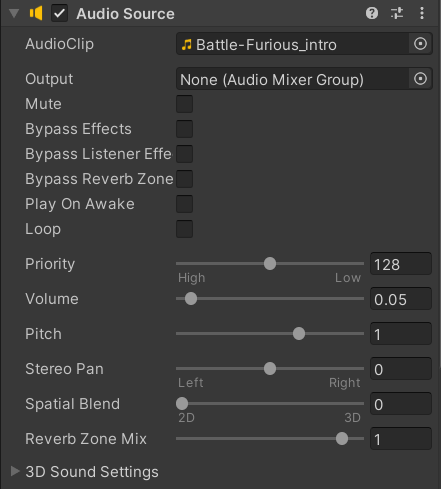 Audio Source
AudioClip Battle-Furious_intro
Output None (Audio Mixer Group)
Mute
Bypass Effects
Bypass Listener Effe
Bypass Reverb Zone
Play On Awake
Loop
Priority 128
High Low
Volume 0.05
Pitch 1
Stereo Pan 0
Left Right
Spatial Blend 0
2D 3D
Reverb Zone Mix 1
3D Sound Settings